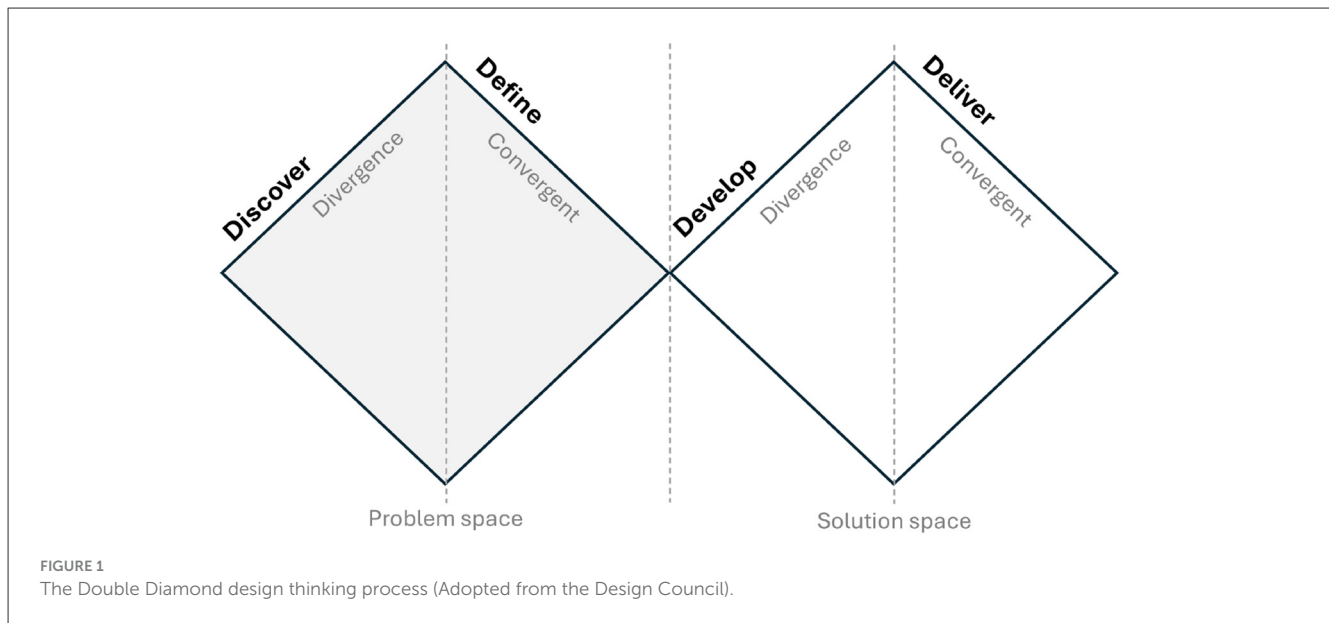 Discover
Divergence
Define
Convergent
Develop
Divergence
Deliver
Convergent
Problem space
Solution space
FIGURE 1
The Double Diamond design thinking process (Adopted from the Design Council).